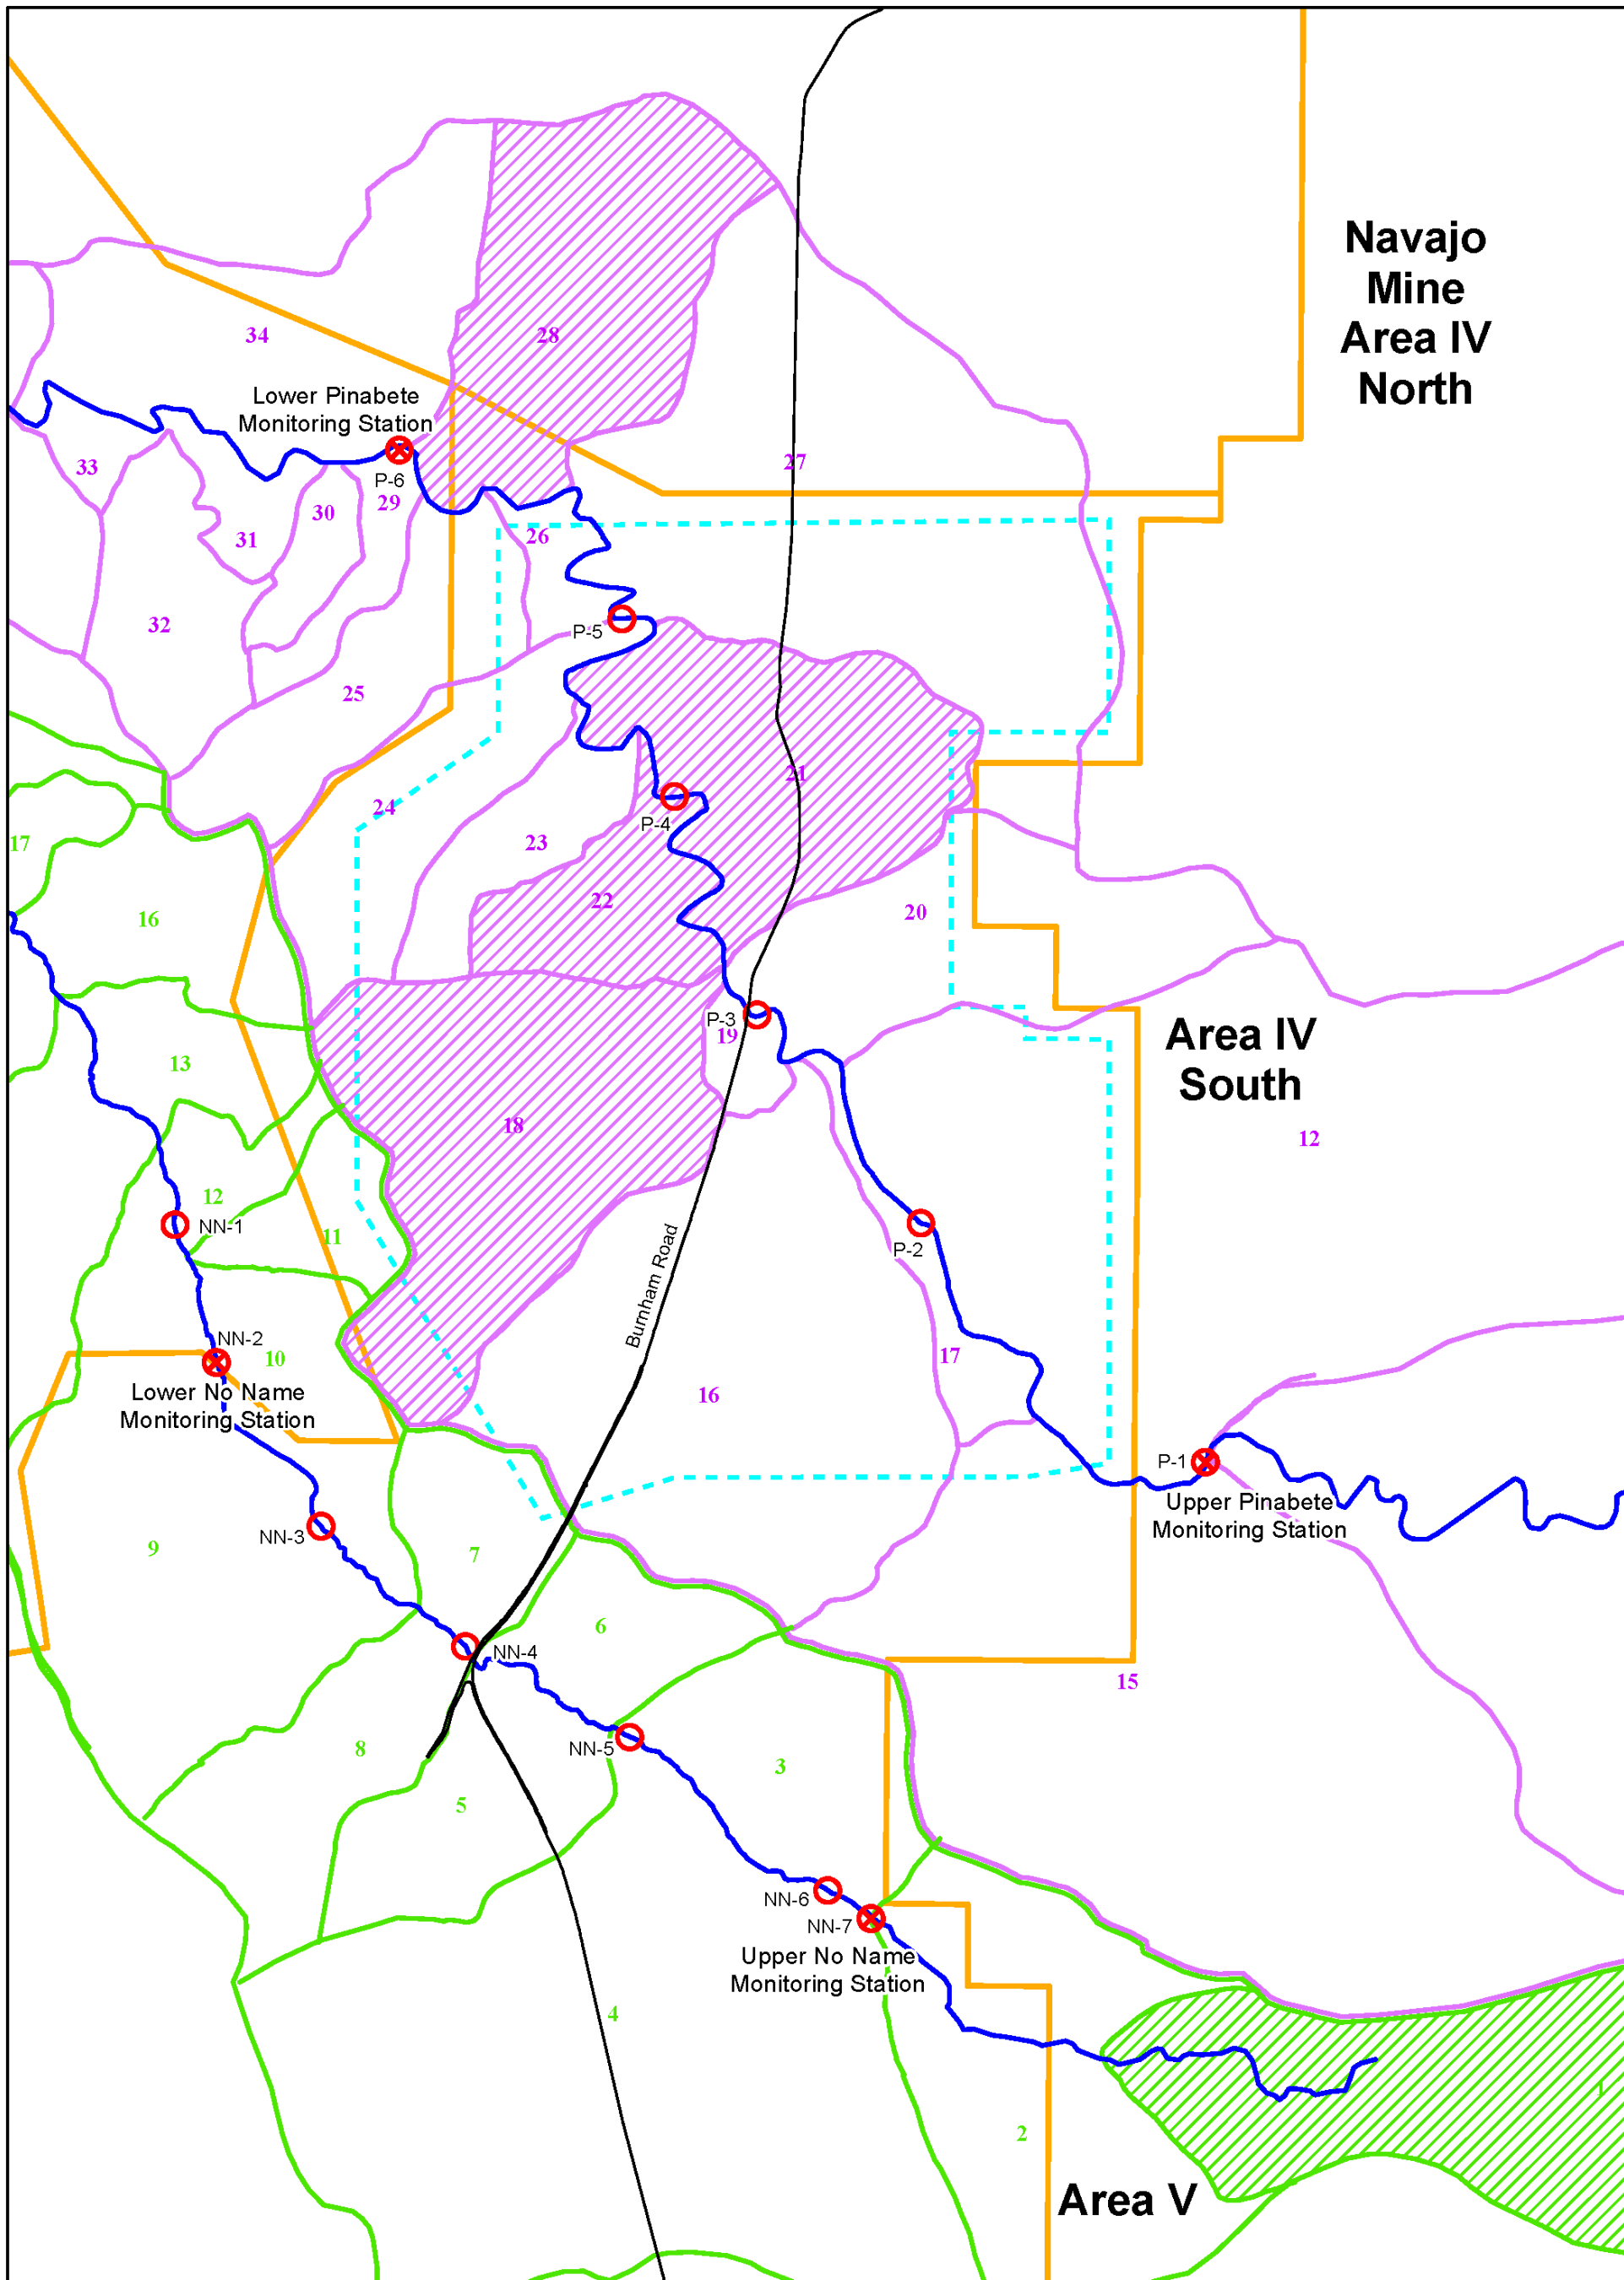 Navajo
Mine
Area IV
North
34
28
Lower Pinabete
Monitoring Station
27
33
P-6
29
30
31
26
32
P-5
25
21
24
P-4
23
17
22
20
16
P-3
19
Area IV
South
13
18
12
12
NN-1
11
Burnham Road
P-2
NN-2
10
17
Lower No Name
Monitoring Station
16
P-1
Upper Pinabete
Monitoring Station
NN-3
9
7
6
NN-4
15
NN-5
8
3
5
NN-6
NN-7
Upper No Name
Monitoring Station
4
1
2
Area V